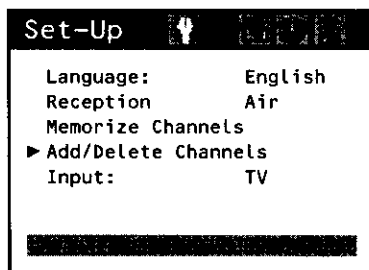 Set-Up
Language: English
Reception Air
Memorize Channels
▶ Add/Delete Channels
Input: TV